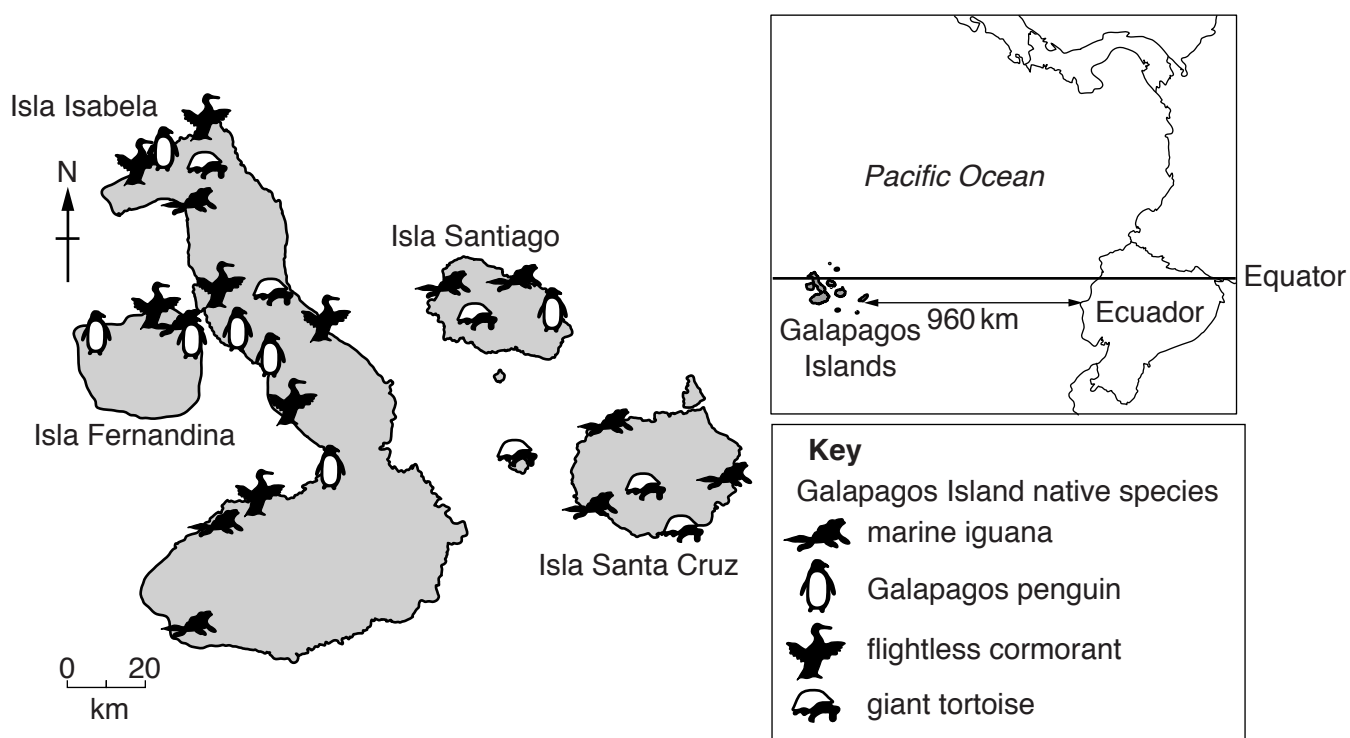 Isla Isabela
N
Isla Santiago
Isla Fernandina
Isla Santa Cruz
0 20
km
Pacific Ocean
Equator
960 km
Ecuador
Galapagos
Islands
Key
Galapagos Island native species
marine iguana
Galapagos penguin
flightless cormorant
giant tortoise